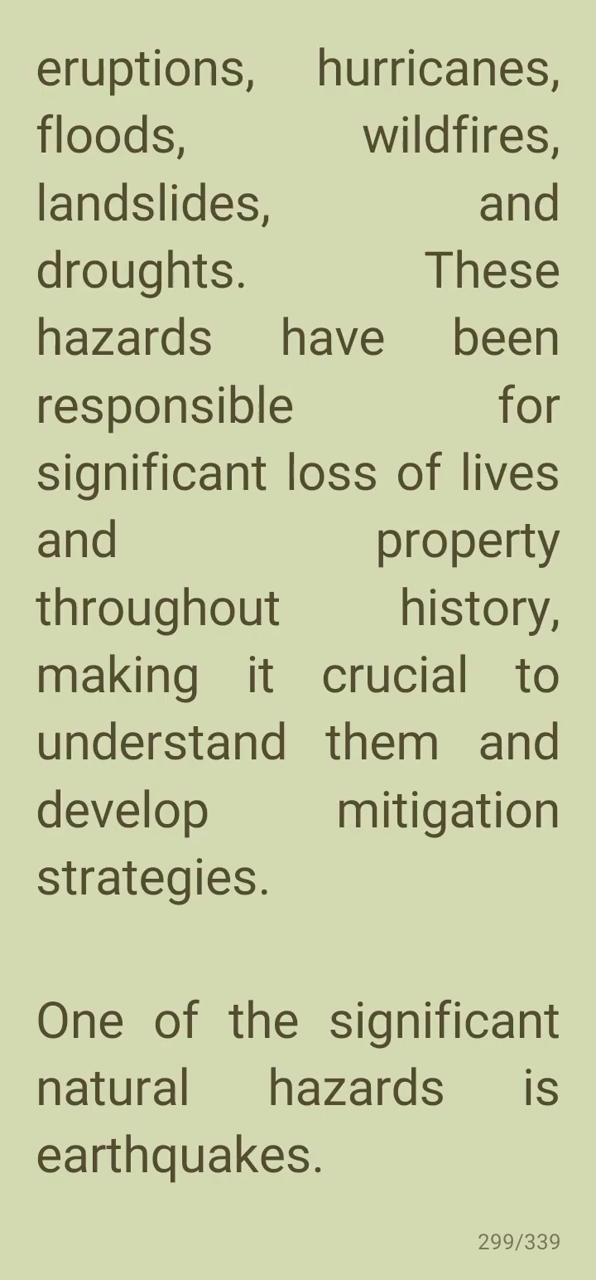 eruptions, hurricanes,
floods, wildfires,
landslides, and
droughts. These
hazards have been
responsible for
significant loss of lives
and property
throughout history,
making it crucial to
understand them and
develop mitigation
strategies.
One of the significant
natural hazards is
earthquakes.
299/339